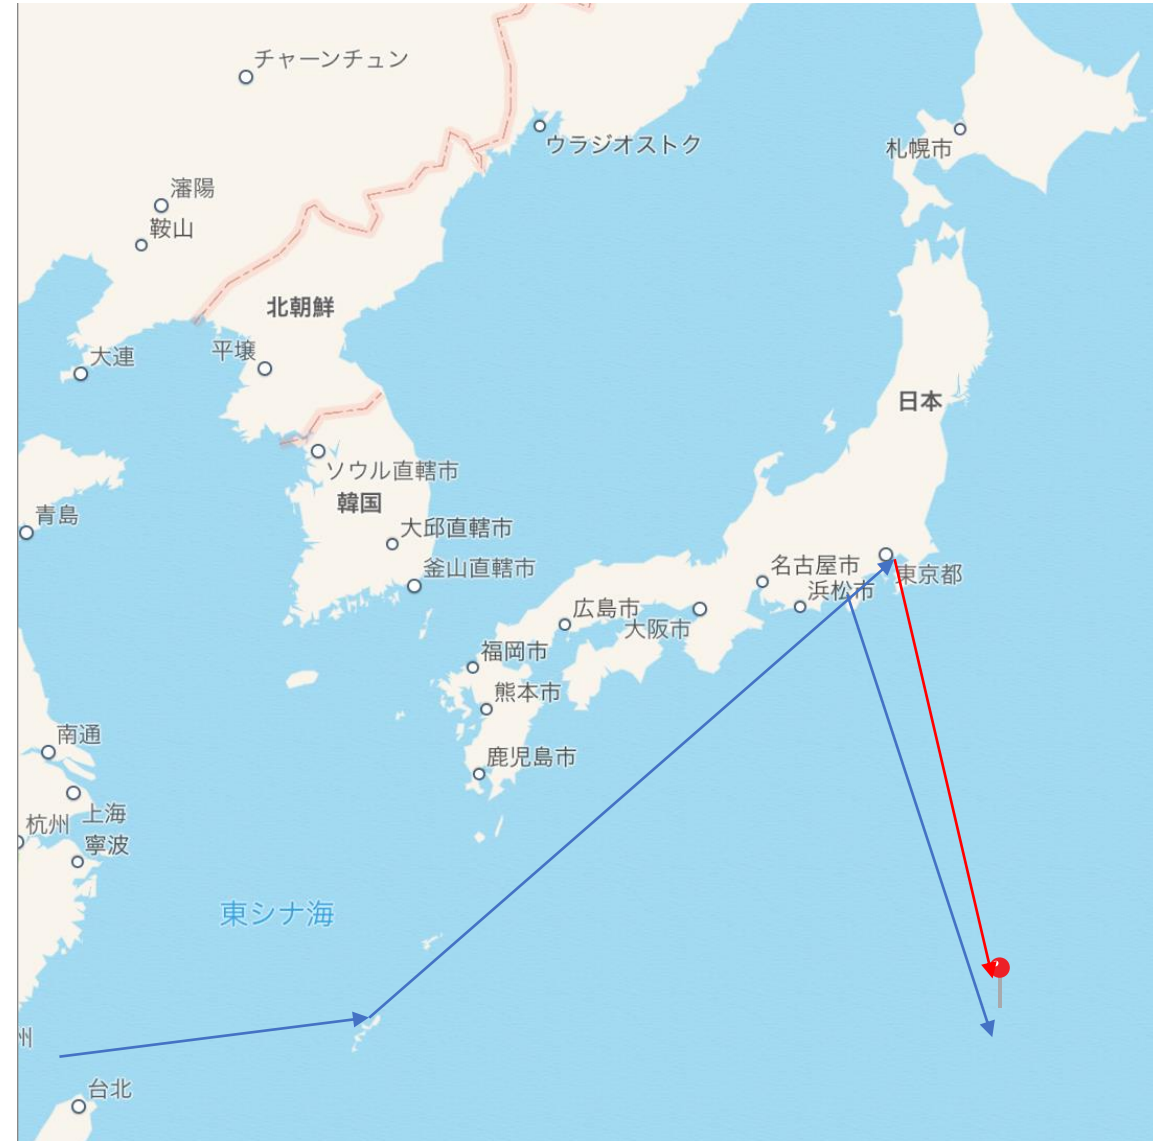 チャーンチュン
ウラジオストク
札幌市
瀋陽
鞍山
北朝鮮
平壌
大連
日本
ソウル直轄市
韓国
青島
大邱直轄市
釜山直轄市
名古屋市
東京都
浜松市
広島市
大阪市
福岡市
熊本市
南通
鹿児島市
上海
杭州
寧波
東シナ海
州
台北